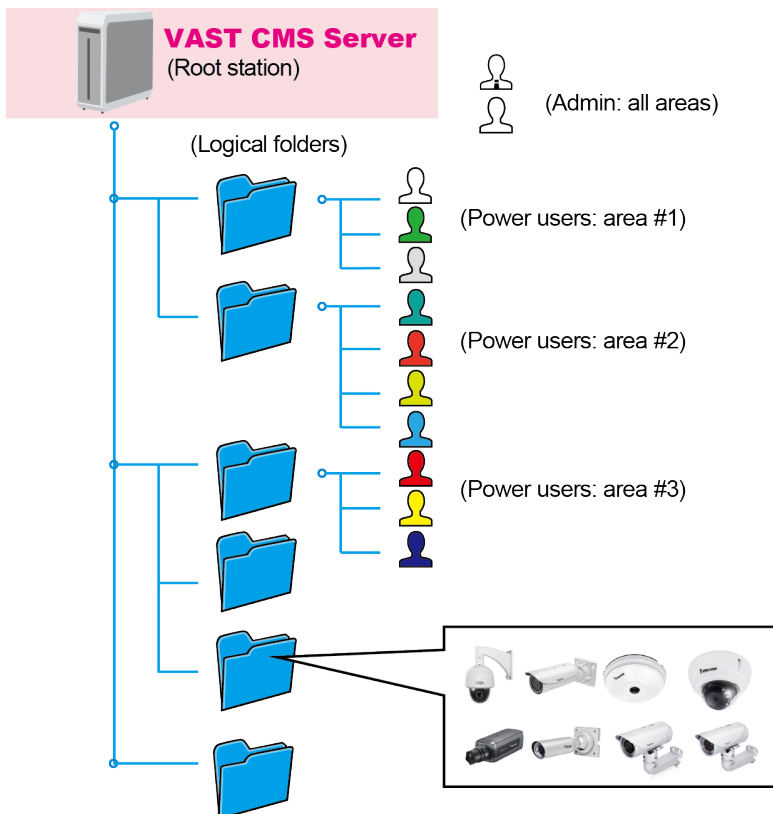 VAST CMS Server
(Root station)
(Admin: all areas)
(Logical folders)
(Power users: area #1)
(Power users: area #2)
(Power users: area #3)